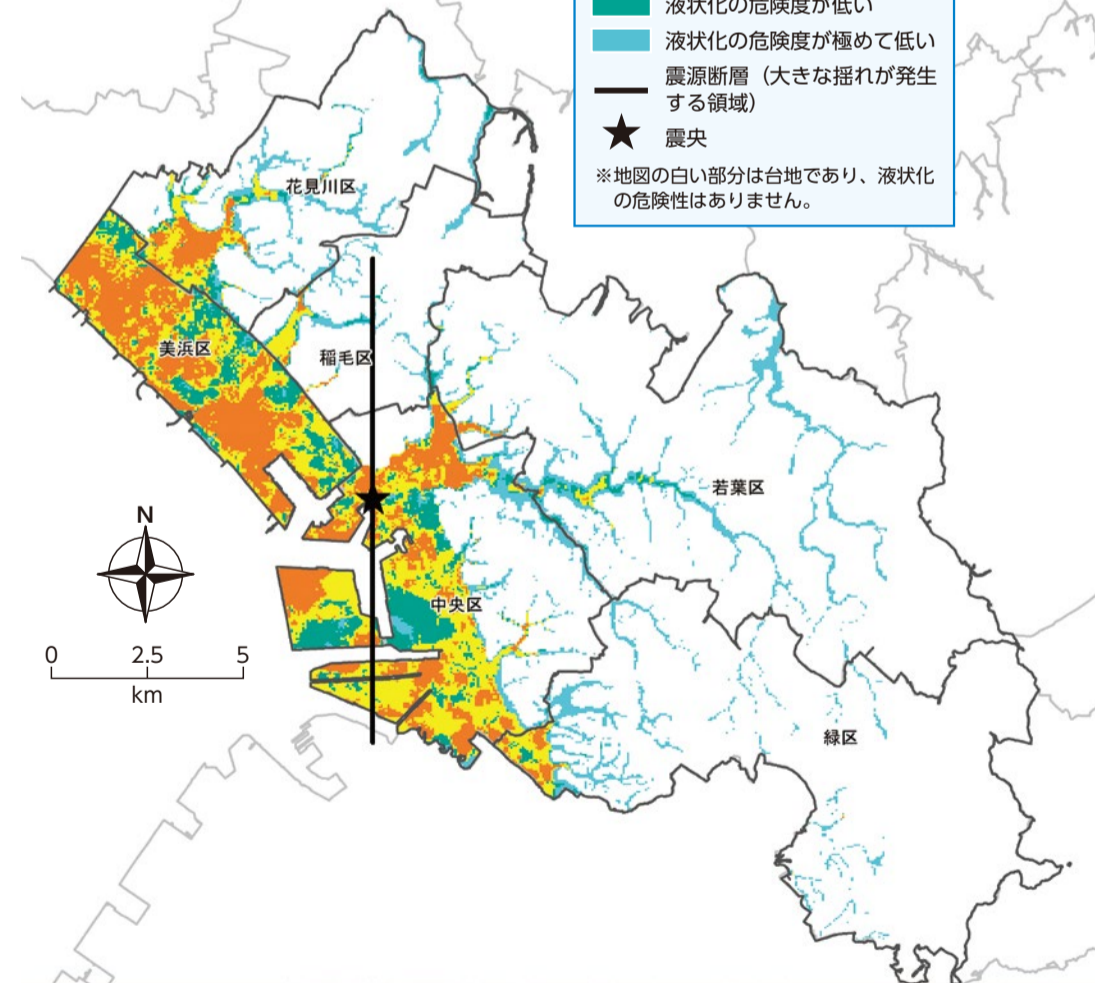 液状化の危険度が低い
液状化の危険度が極めて低い
震源断層（大きな揺れが発生
する領域）
震央
※地図の白い部分は台地であり、液状化
の危険性はありません。
花見川区
美浜区
稲毛区
若葉区
中央区
緑区
N
0 2.5 5
km